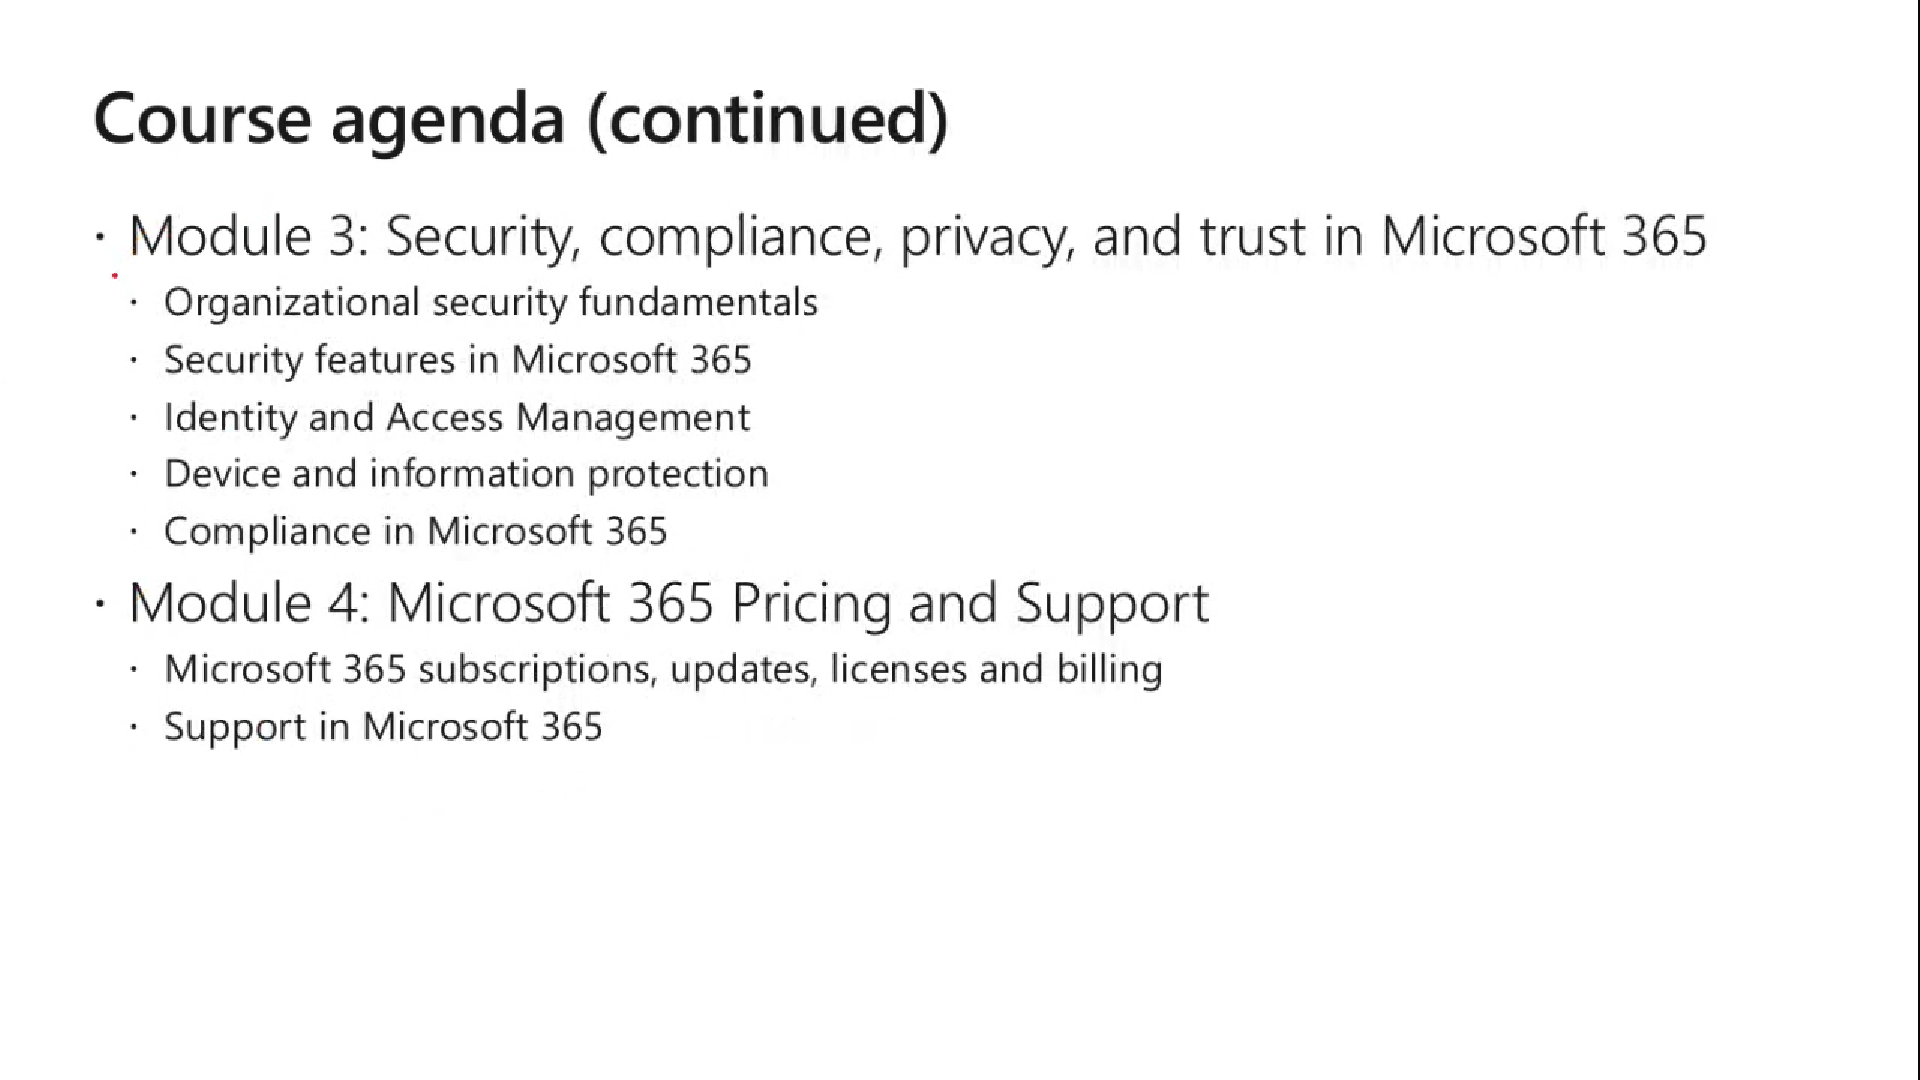 Course agenda (continued)
· Module 3: Security, compliance, privacy, and trust in Microsoft 365
· Organizational security fundamentals
· Security features in Microsoft 365
· Identity and Access Management
· Device and information protection
· Compliance in Microsoft 365
· Module 4: Microsoft 365 Pricing and Support
· Microsoft 365 subscriptions, updates, licenses and billing
· Support in Microsoft 365